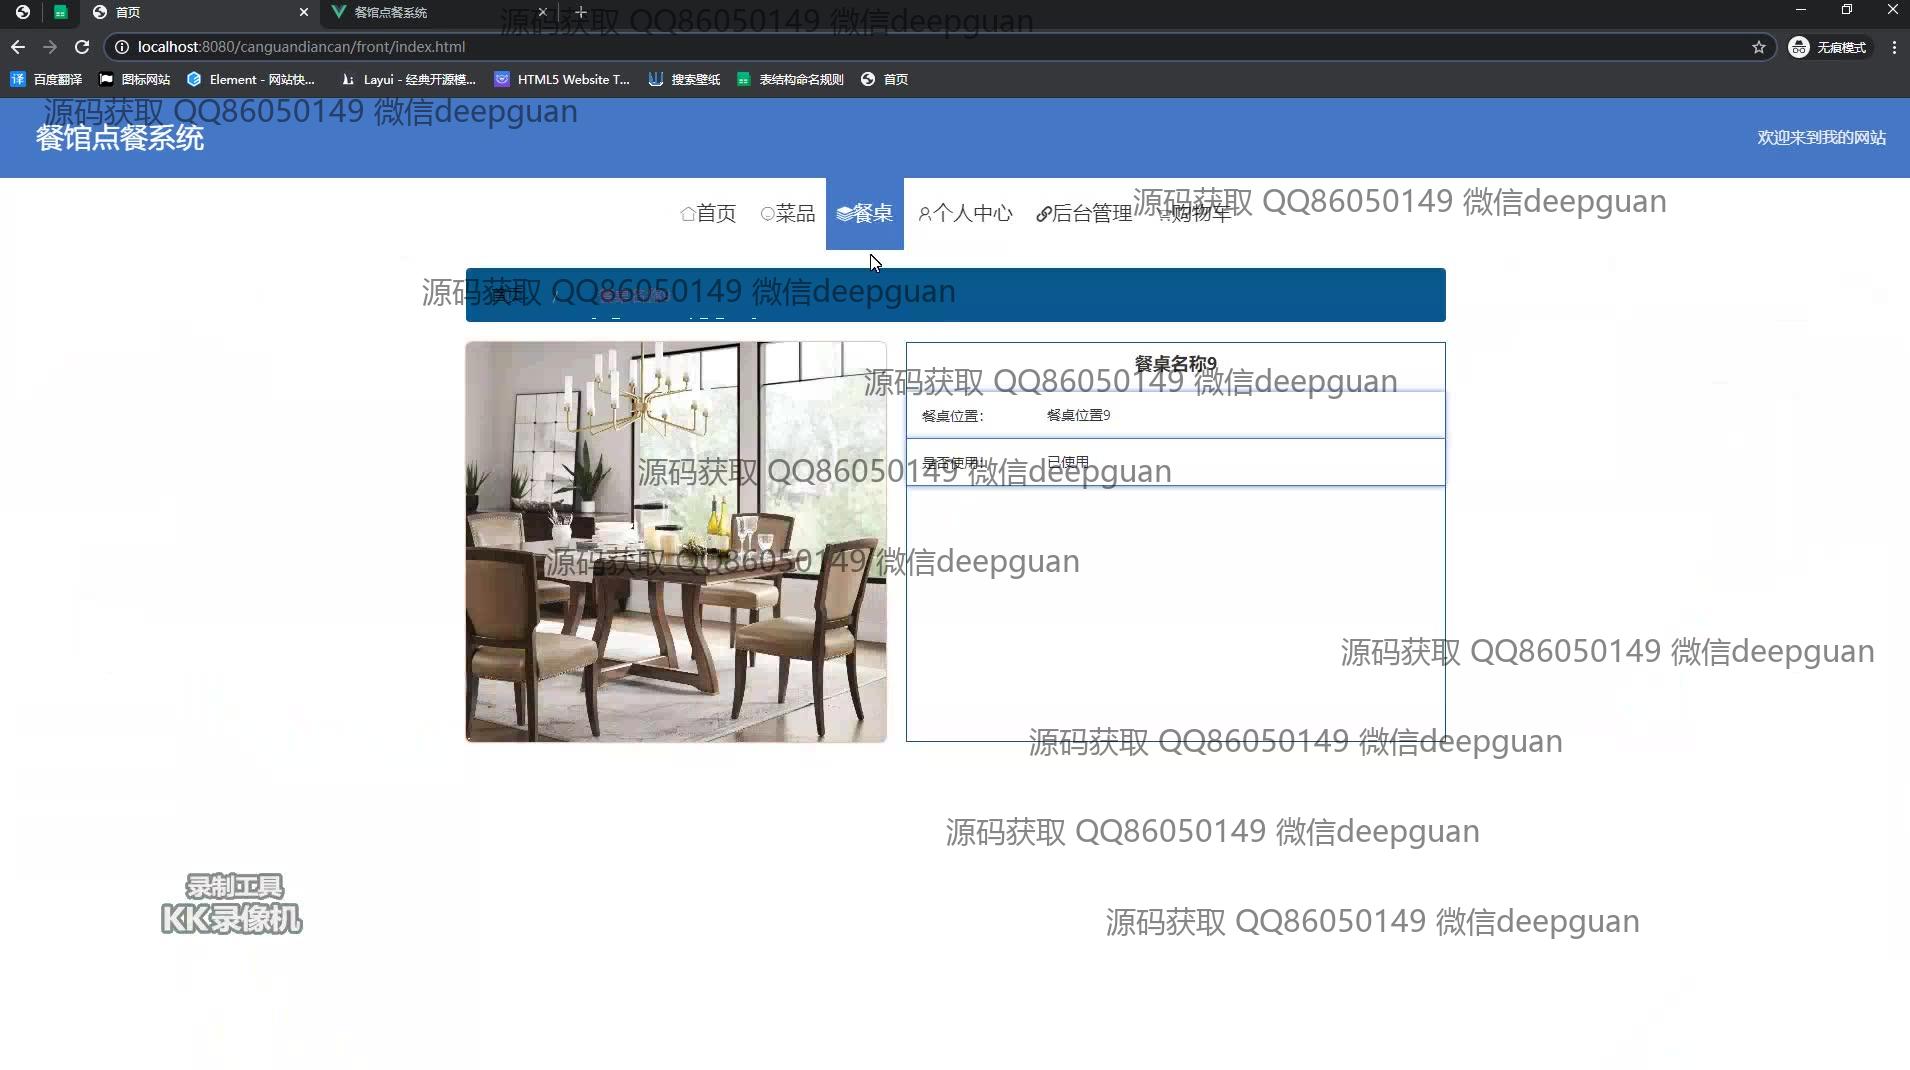 首页
餐馆点餐系统
源码获取 QQ86050149 微信deepguan
localhost:8080/canguandiancan/front/index.html
无痕模式
百度翻译
图标网站
Element - 网站快...
Layui - 经典开源模...
HTML5 Website T...
搜索壁纸
表结构命名规则
首页
源码获取 QQ86050149 微信deepguan
餐馆点餐系统
欢迎来到我的网站
首页
菜品
餐桌
个人中心
后台管理
购物车
源码获取 QQ86050149 微信deepguan
源码获取 QQ86050149 微信deepguan
首页 /
餐桌名称9
源码获取 QQ86050149 微信deepguan
餐桌位置: 餐桌位置9
是否使用: 已使用
源码获取 QQ86050149 微信deepguan
源码获取 QQ86050149 微信deepguan
源码获取 QQ86050149 微信deepguan
源码获取 QQ86050149 微信deepguan
源码获取 QQ86050149 微信deepguan
录制工具
KK录像机
源码获取 QQ86050149 微信deepguan